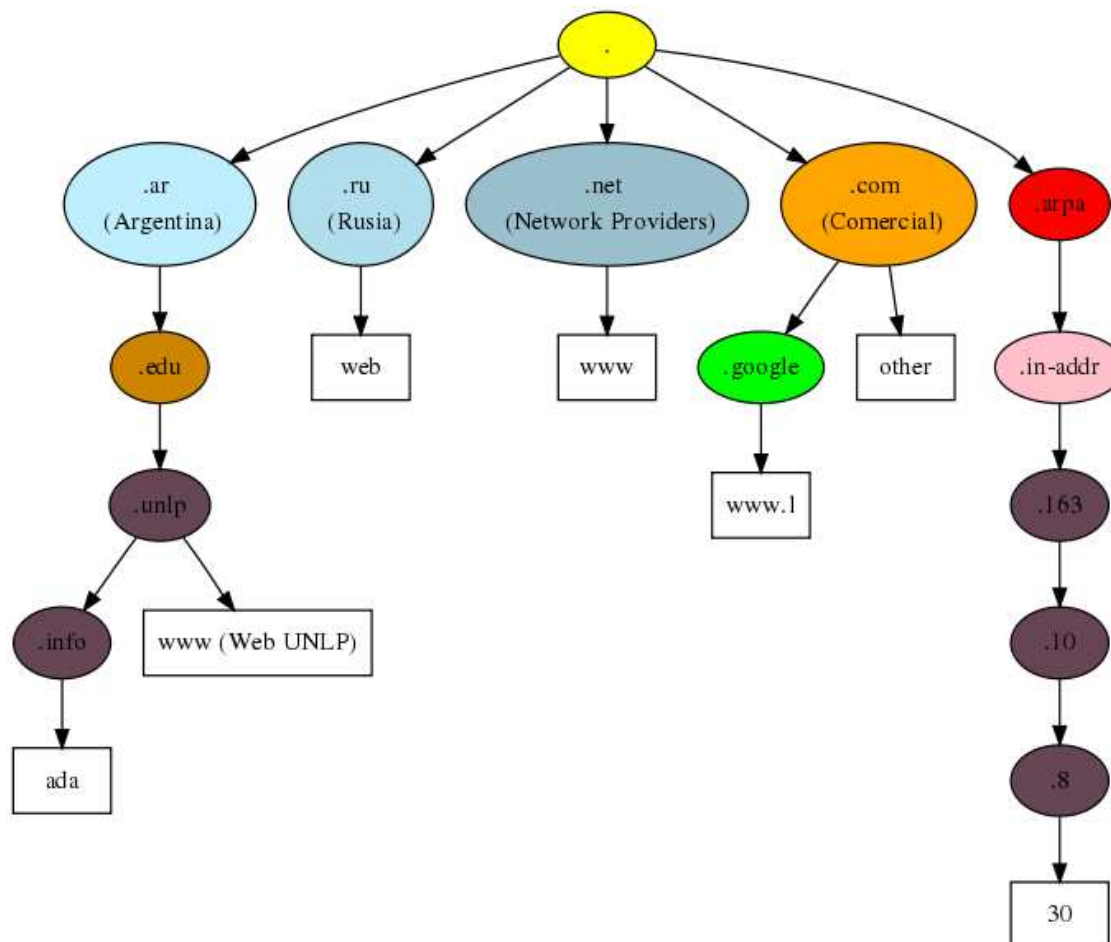 .
.ar
(Argentina)
.ru
(Rusia)
.net
(Network Providers)
.com
(Comercial)
.arpa
.edu
web
www
.google
other
.in-addr
.unlp
www.l
.163
.info
www (Web UNLP)
.10
ada
.8
30